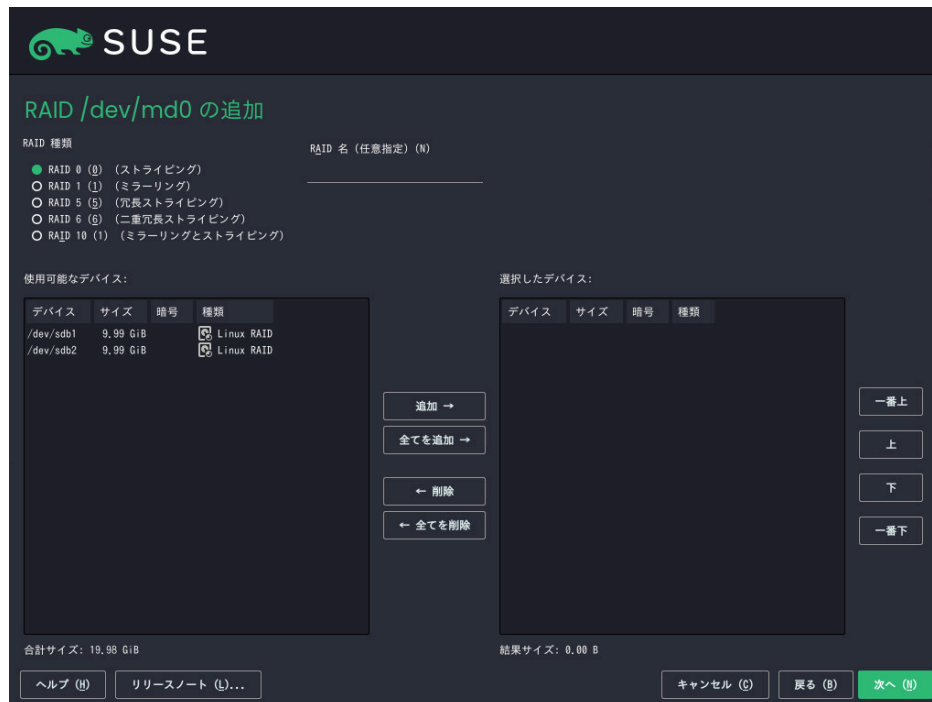 SUSE
RAID /dev/md0 の追加
RAID 種類
RAID 名 (任意指定) (N)
RAID 0 (0) (ストライピング)
RAID 1 (1) (ミラーリング)
RAID 5 (5) (冗長ストライピング)
RAID 6 (6) (二重冗長ストライピング)
RAID 10 (1) (ミラーリングとストライピング)
使用可能なデバイス:
デバイス サイズ 暗号 種類
/dev/sdb1 9.99 GiB Linux RAID
/dev/sdb2 9.99 GiB Linux RAID
合計サイズ: 19.98 GiB
追加 →
全てを追加 →
← 削除
← 全てを削除
選択したデバイス:
デバイス サイズ 暗号 種類
結果サイズ: 0.00 B
一番上
上
下
一番下
ヘルプ (H) リリースノート (L)... キャンセル (C) 戻る (B) 次へ (N)